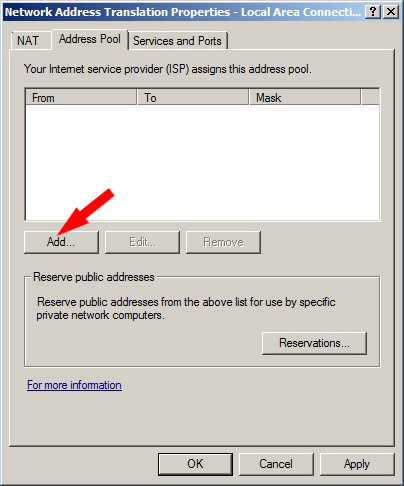 Network Address Translation Properties - Local Area Connecti...
NAT
Address Pool
Services and Ports
Your Internet service provider (ISP) assigns this address pool.
From To Mask
Add... Edit... Remove
Reserve public addresses
Reserve public addresses from the above list for use by specific
private network computers.
Reservations...
For more information
OK Cancel Apply